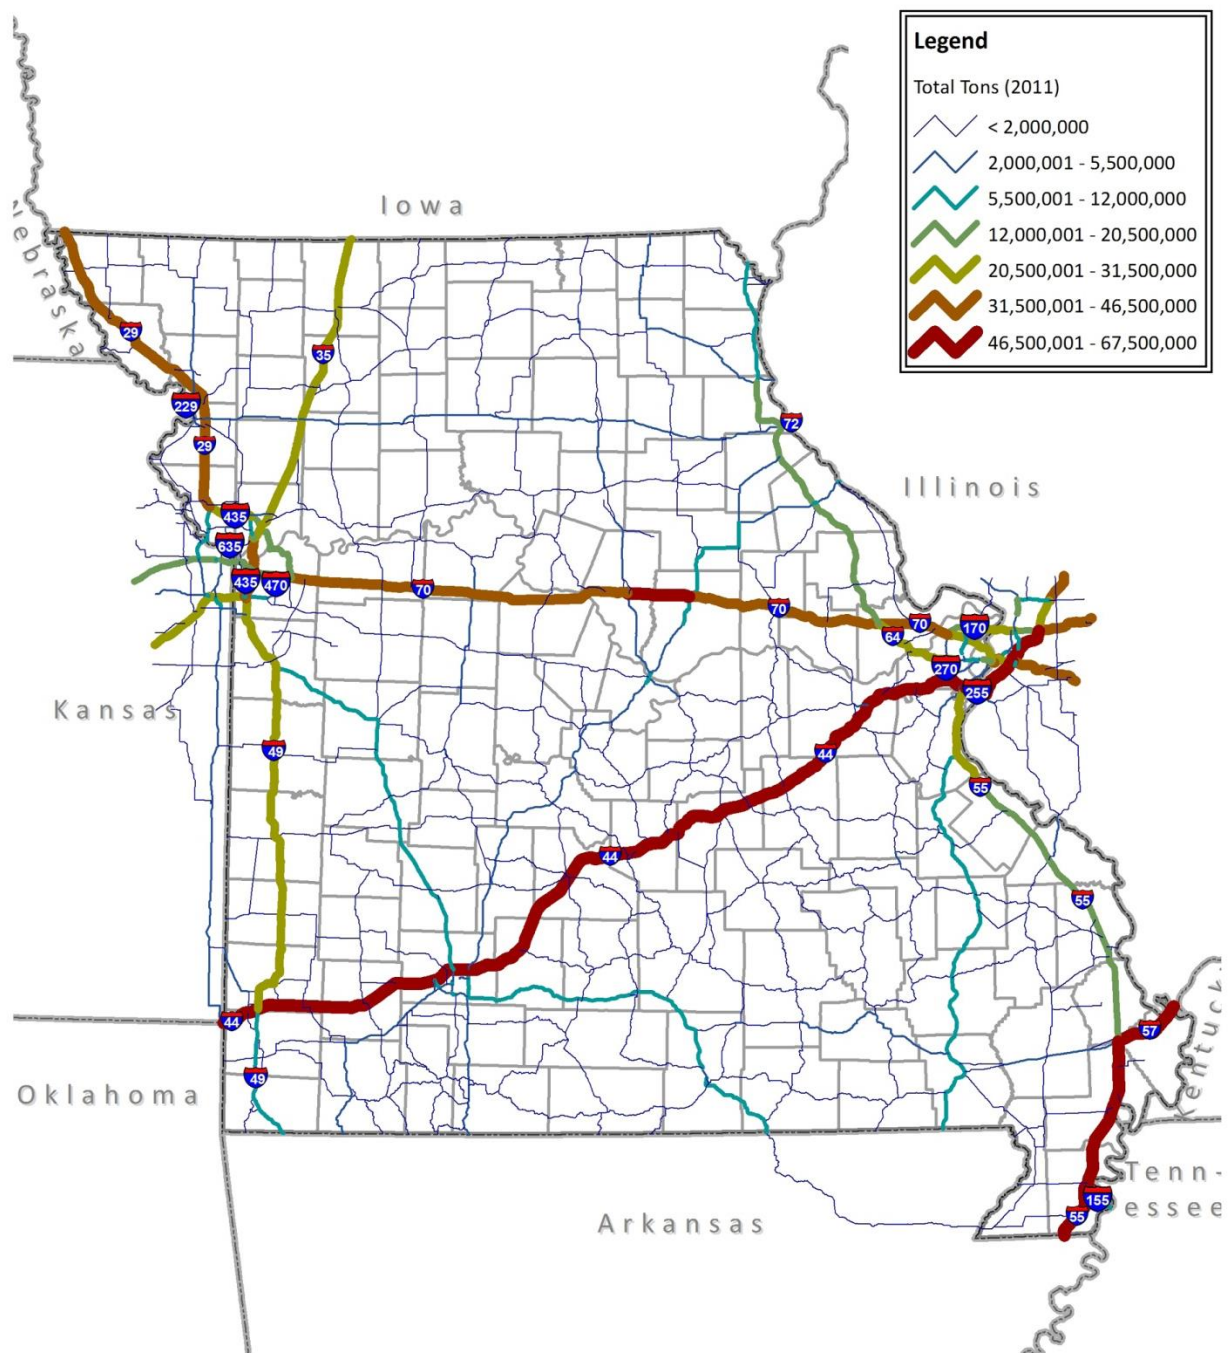 Legend
Total Tons (2011)
< 2,000,000
2,000,001 - 5,500,000
5,500,001 - 12,000,000
12,000,001 - 20,500,000
20,500,001 - 31,500,000
31,500,001 - 46,500,000
46,500,001 - 67,500,000
Iowa
Nebraska
29
35
229
72
29
Illinois
435
635
435
470
70
70
70
170
64
270
255
Kansas
49
44
55
44
55
44
57
Kentuck
49
Oklahoma
Tenn-
essee
155
55
Arkansas